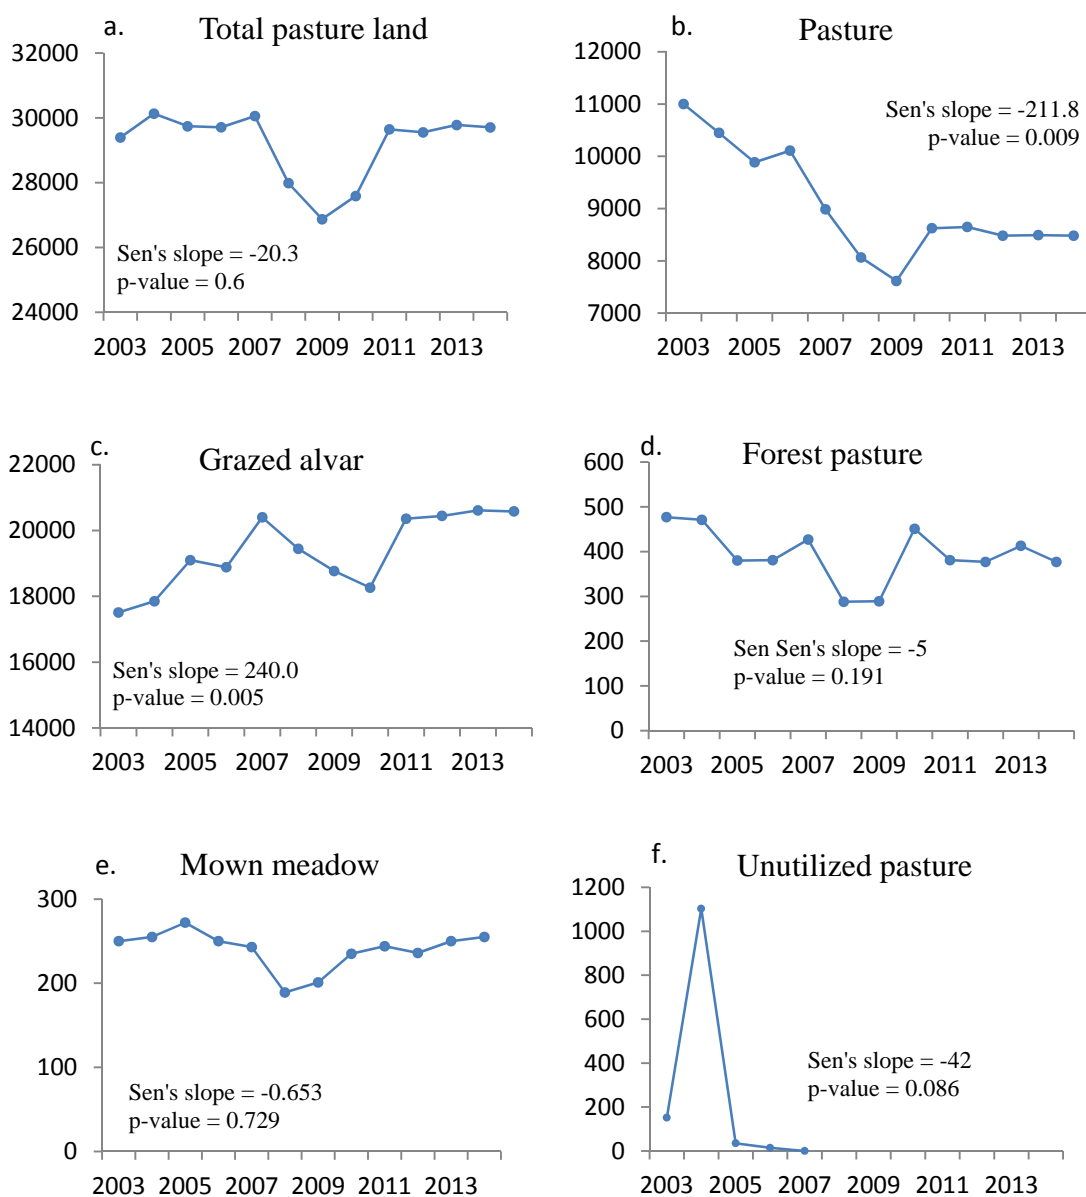 a.
Total pasture land
32000
30000
28000
26000
24000
Sen's slope = -20.3
p-value = 0.6
2003 2005 2007 2009 2011 2013
b.
Pasture
12000
11000
10000
9000
8000
7000
Sen's slope = -211.8
p-value = 0.009
2003 2005 2007 2009 2011 2013
c.
Grazed alvar
22000
20000
18000
16000
14000
Sen's slope = 240.0
p-value = 0.005
2003 2005 2007 2009 2011 2013
d.
Forest pasture
600
500
400
300
200
100
0
Sen Sen's slope = -5
p-value = 0.191
2003 2005 2007 2009 2011 2013
e.
Mown meadow
300
200
100
0
Sen's slope = -0.653
p-value = 0.729
2003 2005 2007 2009 2011 2013
f.
Unutilized pasture
1200
1000
800
600
400
200
0
Sen's slope = -42
p-value = 0.086
2003 2005 2007 2009 2011 2013